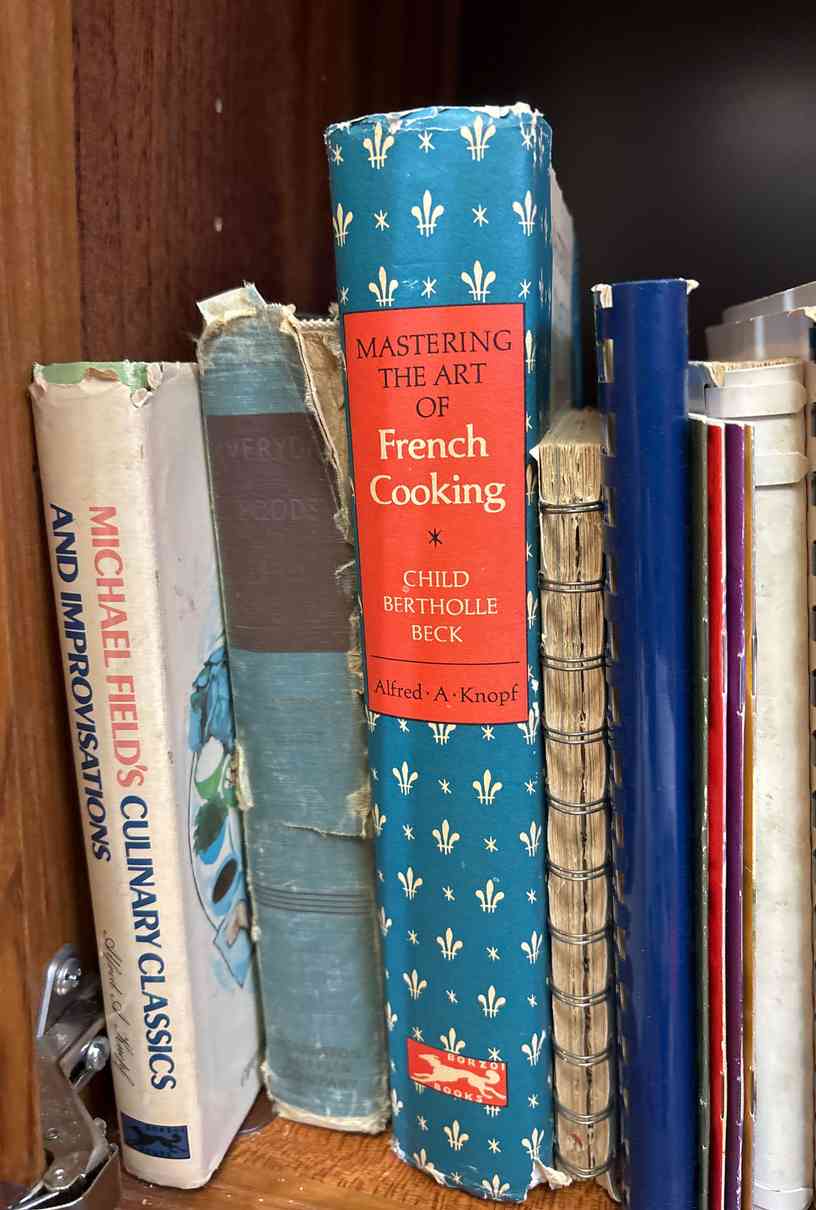 MICHAEL FIELD'S CULINARY CLASSICS
AND IMPROVISATIONS
Alfred A. Knopf
FOODS
MASTERING
THE ART
OF
French
Cooking
CHILD
BERTHOLLE
BECK
Alfred · A · Knopf
BORZOI
BOOKS